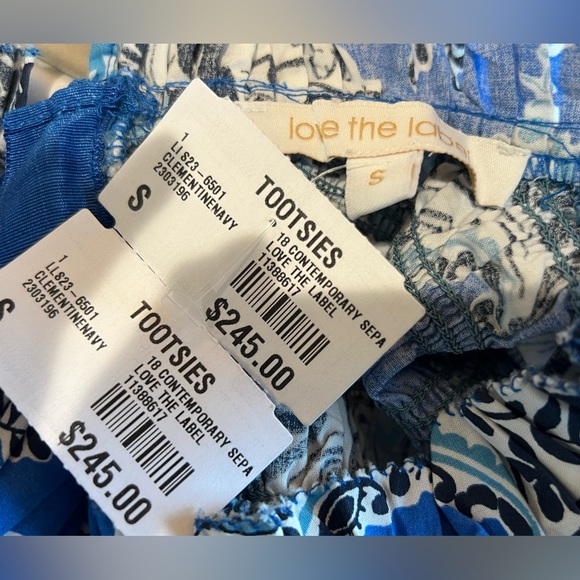 love the label
S
1
LLS23-6501
CLEMENTINENAVY
2303196
S
TOOTSIES
18 CONTEMPORARY SEPA
LOVE THE LABEL
11388617
$245.00
1
LLS23-6501
CLEMENTINENAVY
2303196
S
TOOTSIES
18 CONTEMPORARY SEPA
LOVE THE LABEL
11388617
$245.00